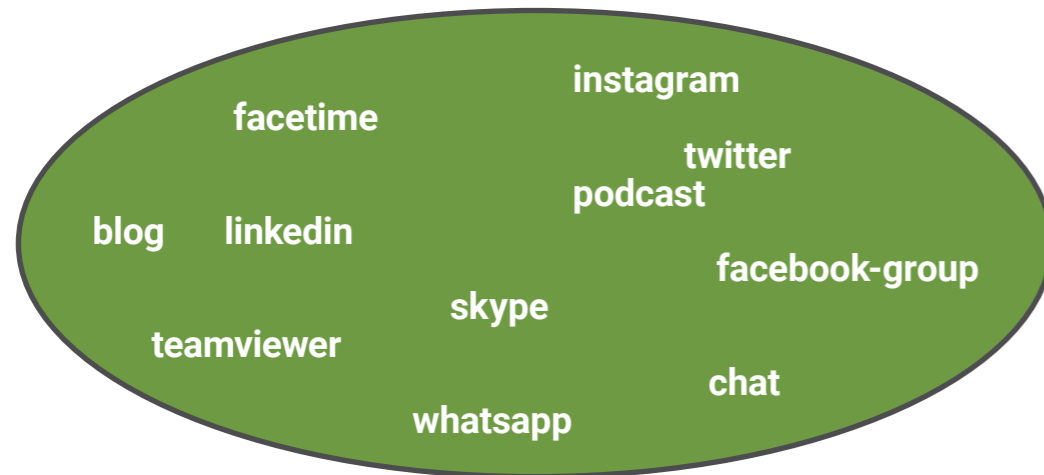 instagram
facetime
twitter
podcast
blog linkedin
facebook-group
skype
teamviewer
chat
whatsapp